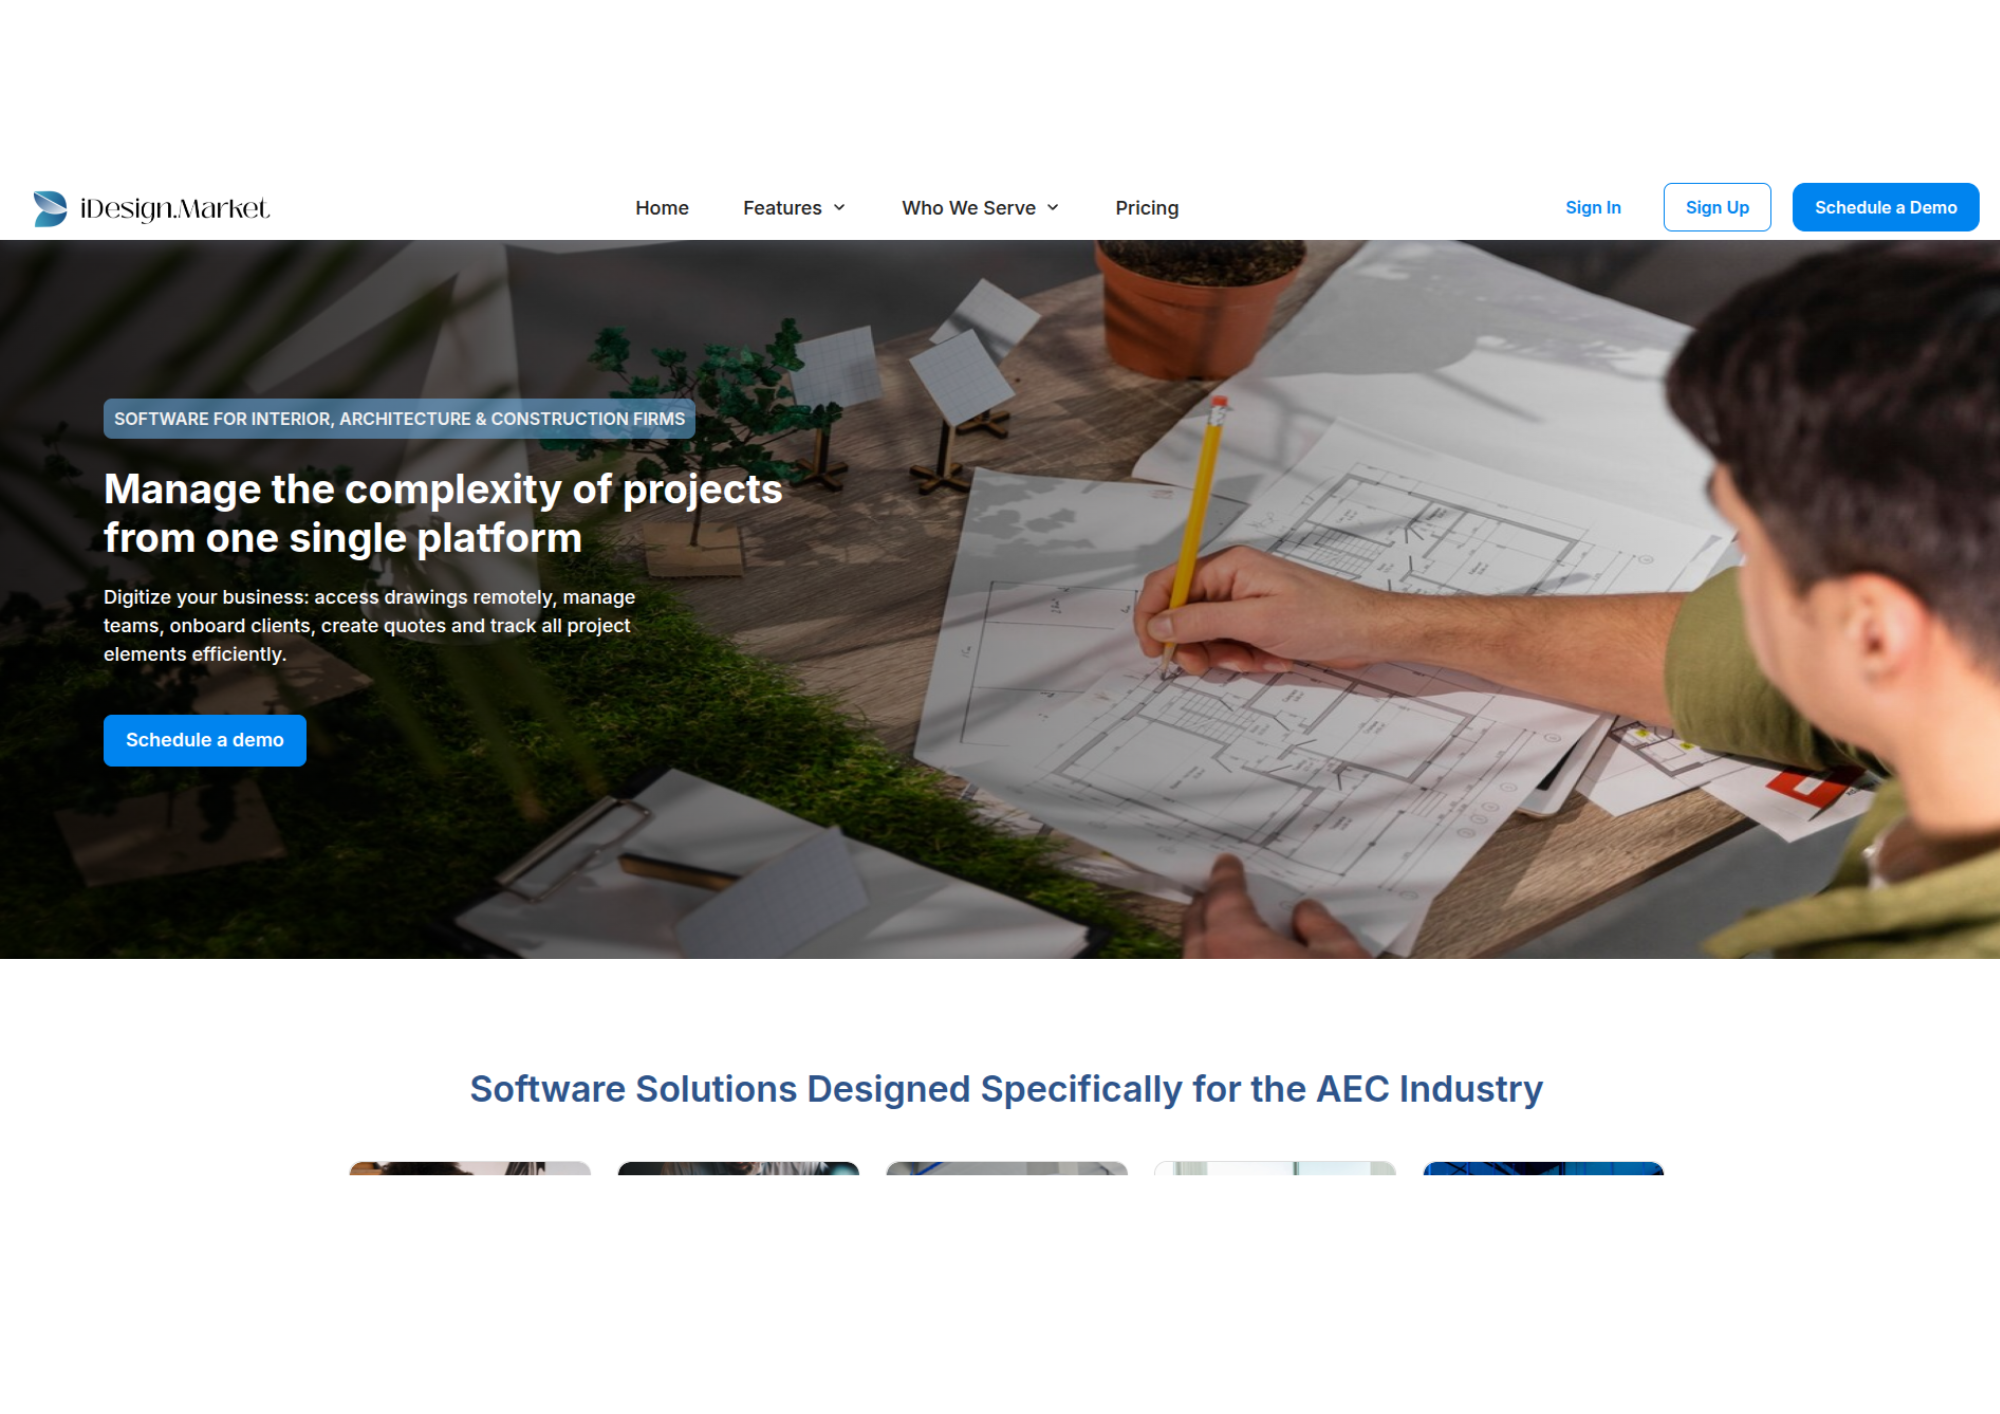 iDesign.Market
Home
Features
Who We Serve
Pricing
Sign In
Sign Up
Schedule a Demo
SOFTWARE FOR INTERIOR, ARCHITECTURE & CONSTRUCTION FIRMS
Manage the complexity of projects
from one single platform
Digitize your business: access drawings remotely, manage
teams, onboard clients, create quotes and track all project
elements efficiently.
Schedule a demo
Software Solutions Designed Specifically for the AEC Industry